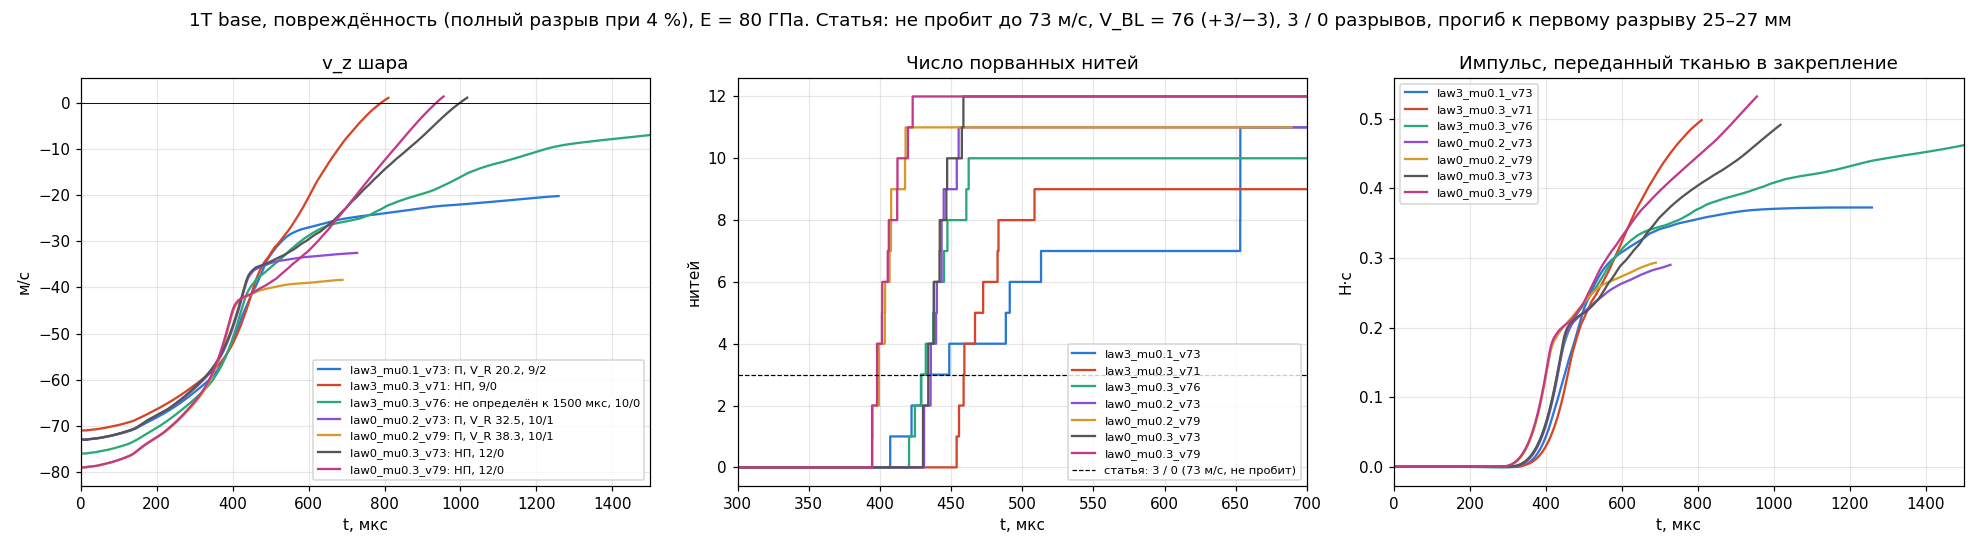 1T base, повреждённость (полный разрыв при 4 %), E = 80 ГПа. Статья: не пробит до 73 м/с, V_BL = 76 (+3/−3), 3 / 0 разрывов, прогиб к первому разрыву 25–27 мм
v_z шара
м/с
0
−10
−20
−30
−40
−50
−60
−70
−80
law3_mu0.1_v73: П, V_R 20.2, 9/2
law3_mu0.3_v71: НП, 9/0
law3_mu0.3_v76: не определён к 1500 мкс, 10/0
law0_mu0.2_v73: П, V_R 32.5, 10/1
law0_mu0.2_v79: П, V_R 38.3, 10/1
law0_mu0.3_v73: НП, 12/0
law0_mu0.3_v79: НП, 12/0
0 200 400 600 800 1000 1200 1400
t, мкс
Число порванных нитей
нитей
12
10
8
6
4
2
0
law3_mu0.1_v73
law3_mu0.3_v71
law3_mu0.3_v76
law0_mu0.2_v73
law0_mu0.2_v79
law0_mu0.3_v73
law0_mu0.3_v79
статья: 3 / 0 (73 м/с, не пробит)
300 350 400 450 500 550 600 650 700
t, мкс
Импульс, переданный тканью в закрепление
Н·с
0.5
0.4
0.3
0.2
0.1
0.0
law3_mu0.1_v73
law3_mu0.3_v71
law3_mu0.3_v76
law0_mu0.2_v73
law0_mu0.2_v79
law0_mu0.3_v73
law0_mu0.3_v79
0 200 400 600 800 1000 1200 1400
t, мкс